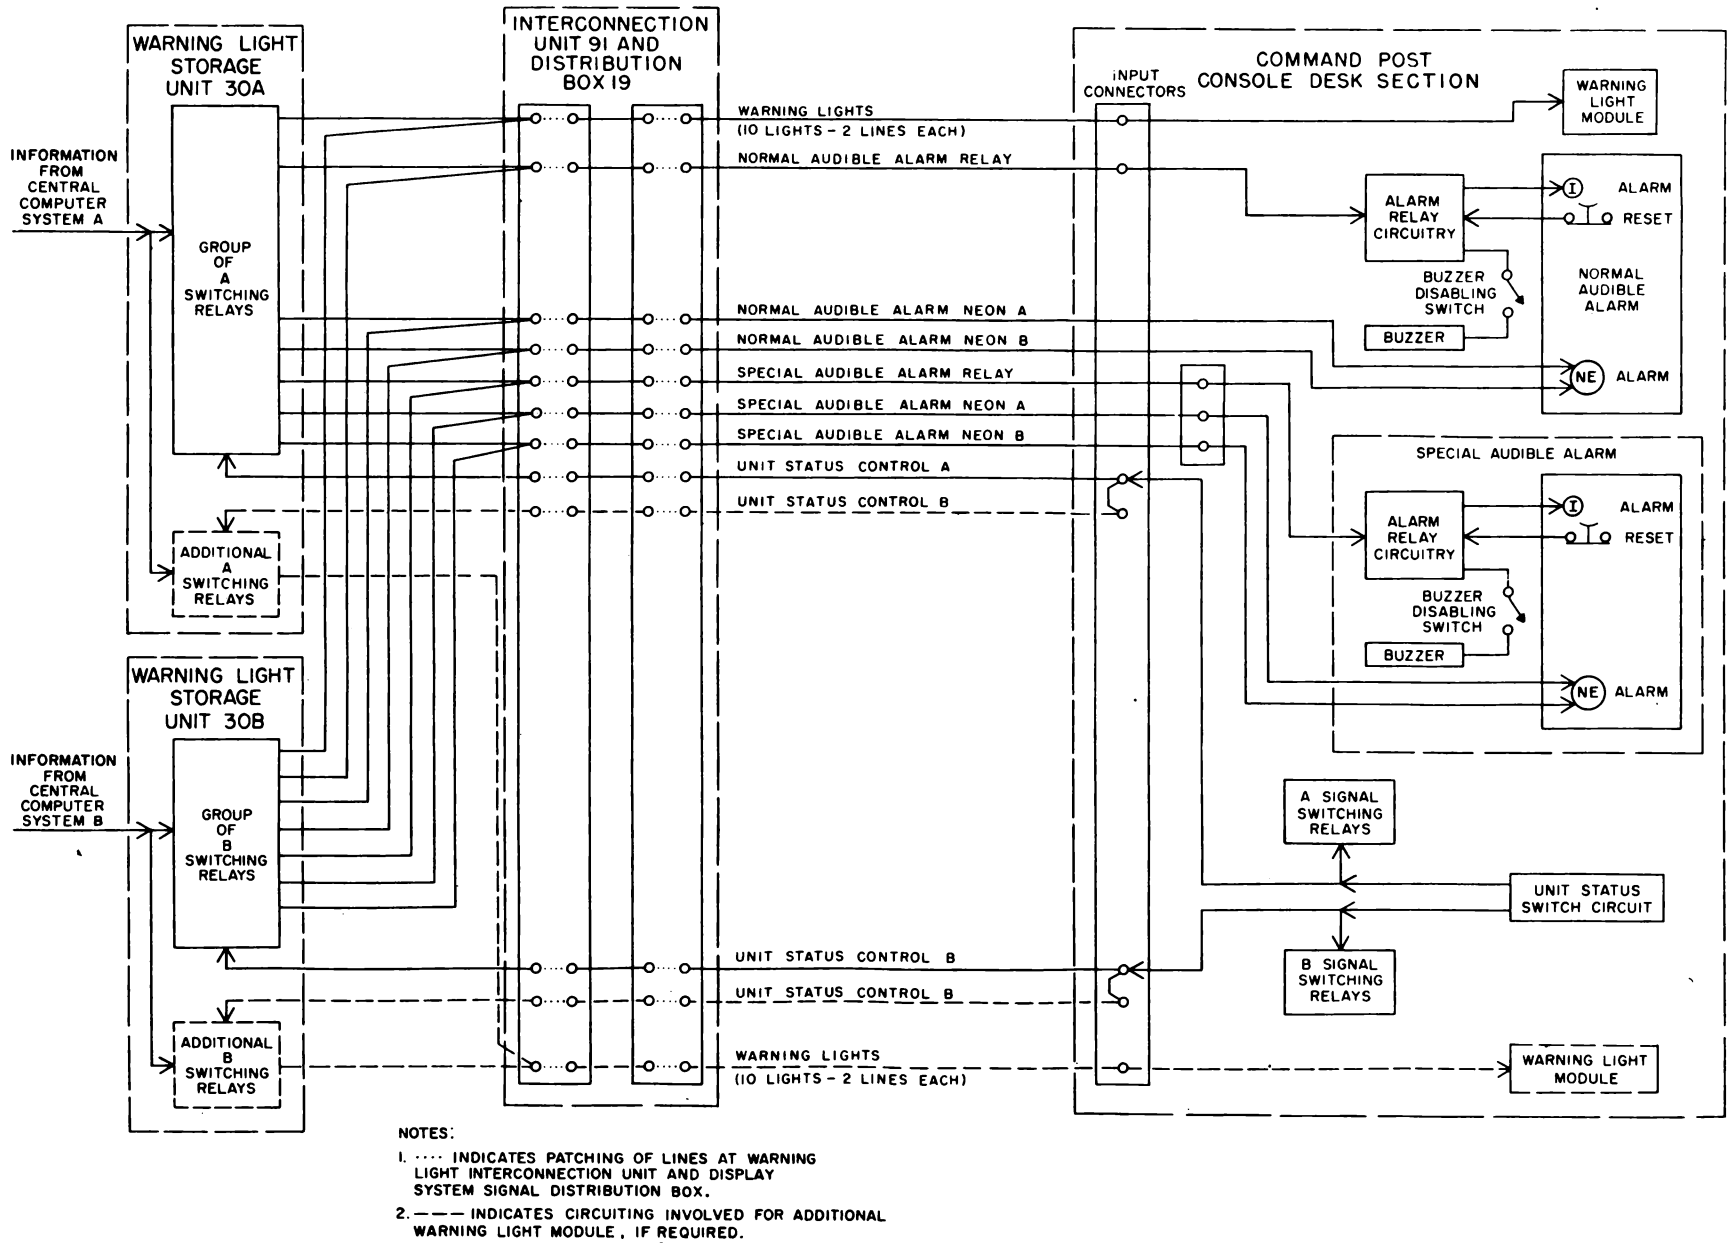 WARNING LIGHT
STORAGE
UNIT 30A
INFORMATION
FROM
CENTRAL
COMPUTER
SYSTEM A
GROUP
OF
A
SWITCHING
RELAYS
ADDITIONAL
A
SWITCHING
RELAYS
WARNING LIGHT
STORAGE
UNIT 30B
INFORMATION
FROM
CENTRAL
COMPUTER
SYSTEM B
GROUP
OF
B
SWITCHING
RELAYS
ADDITIONAL
B
SWITCHING
RELAYS
INTERCONNECTION
UNIT 91 AND
DISTRIBUTION
BOX 19
WARNING LIGHTS
(10 LIGHTS - 2 LINES EACH)
NORMAL AUDIBLE ALARM RELAY
NORMAL AUDIBLE ALARM NEON A
NORMAL AUDIBLE ALARM NEON B
SPECIAL AUDIBLE ALARM RELAY
SPECIAL AUDIBLE ALARM NEON A
SPECIAL AUDIBLE ALARM NEON B
UNIT STATUS CONTROL A
UNIT STATUS CONTROL B
UNIT STATUS CONTROL B
UNIT STATUS CONTROL B
WARNING LIGHTS
(10 LIGHTS - 2 LINES EACH)
COMMAND POST
CONSOLE DESK SECTION
INPUT
CONNECTORS
WARNING
LIGHT
MODULE
ALARM
RELAY
CIRCUITRY
I ALARM
RESET
BUZZER
DISABLING
SWITCH
BUZZER
NORMAL
AUDIBLE
ALARM
NE ALARM
SPECIAL AUDIBLE ALARM
ALARM
RELAY
CIRCUITRY
I ALARM
RESET
BUZZER
DISABLING
SWITCH
BUZZER
NE ALARM
A SIGNAL
SWITCHING
RELAYS
UNIT STATUS
SWITCH CIRCUIT
B SIGNAL
SWITCHING
RELAYS
WARNING LIGHT
MODULE
NOTES:
1. ···· INDICATES PATCHING OF LINES AT WARNING
LIGHT INTERCONNECTION UNIT AND DISPLAY
SYSTEM SIGNAL DISTRIBUTION BOX.
2. --- INDICATES CIRCUITING INVOLVED FOR ADDITIONAL
WARNING LIGHT MODULE, IF REQUIRED.